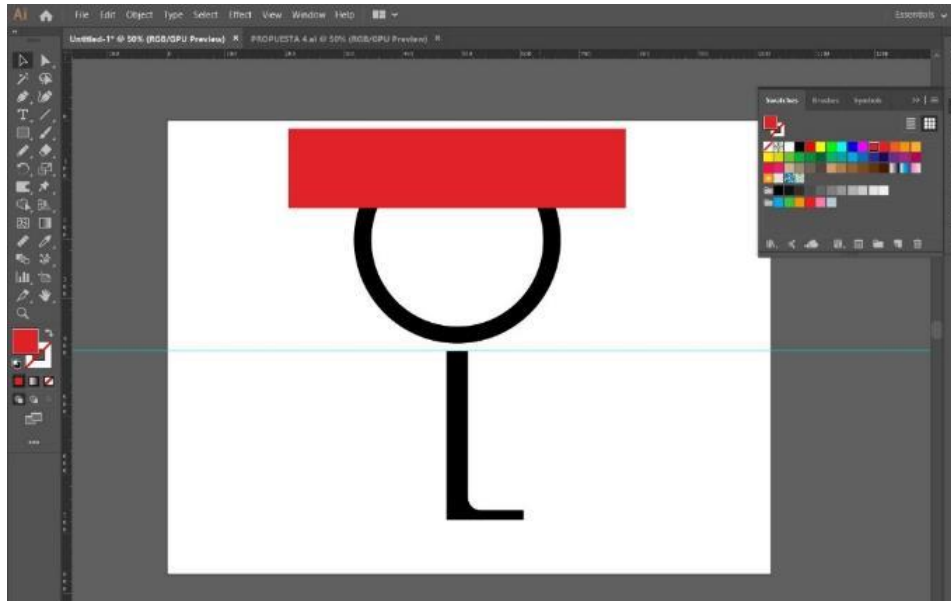 Ai File Edit Object Type Select Effect View Window Help Essentials
Untitled-1* @ 50% (RGB/GPU Preview) × PROPUESTA 4.ai @ 50% (RGB/GPU Preview) ×
Swatches Brushes Symbols
L